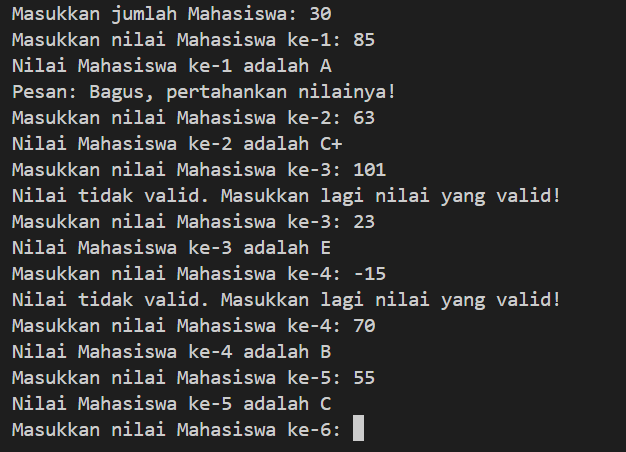 Masukkan jumlah Mahasiswa: 30
Masukkan nilai Mahasiswa ke-1: 85
Nilai Mahasiswa ke-1 adalah A
Pesan: Bagus, pertahankan nilainya!
Masukkan nilai Mahasiswa ke-2: 63
Nilai Mahasiswa ke-2 adalah C+
Masukkan nilai Mahasiswa ke-3: 101
Nilai tidak valid. Masukkan lagi nilai yang valid!
Masukkan nilai Mahasiswa ke-3: 23
Nilai Mahasiswa ke-3 adalah E
Masukkan nilai Mahasiswa ke-4: -15
Nilai tidak valid. Masukkan lagi nilai yang valid!
Masukkan nilai Mahasiswa ke-4: 70
Nilai Mahasiswa ke-4 adalah B
Masukkan nilai Mahasiswa ke-5: 55
Nilai Mahasiswa ke-5 adalah C
Masukkan nilai Mahasiswa ke-6: